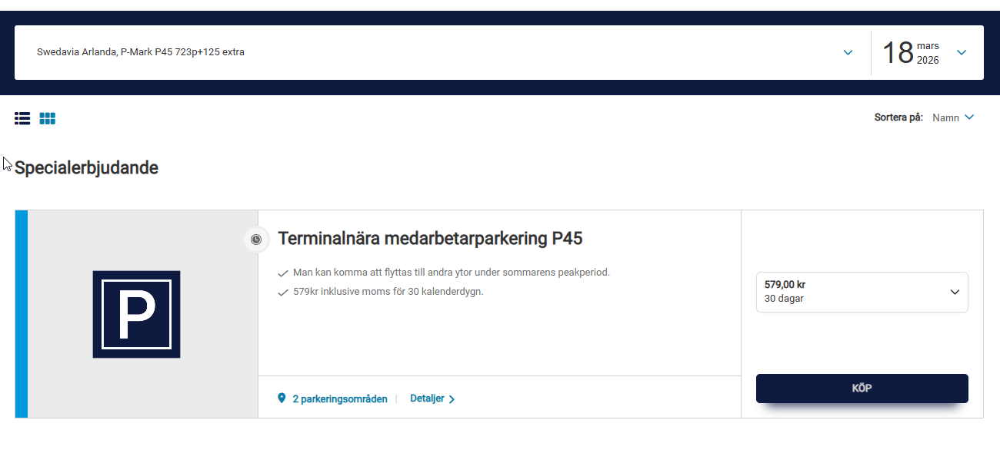 Swedavia Arlanda, P-Mark P45 723p+125 extra
18 mars 2026
Sortera på: Namn
Specialerbjudande
Terminalnära medarbetarparkering P45
Man kan komma att flyttas till andra ytor under sommarens peakperiod.
579kr inklusive moms för 30 kalenderdygn.
P
579,00 kr
30 dagar
2 parkeringsområden | Detaljer
KÖP